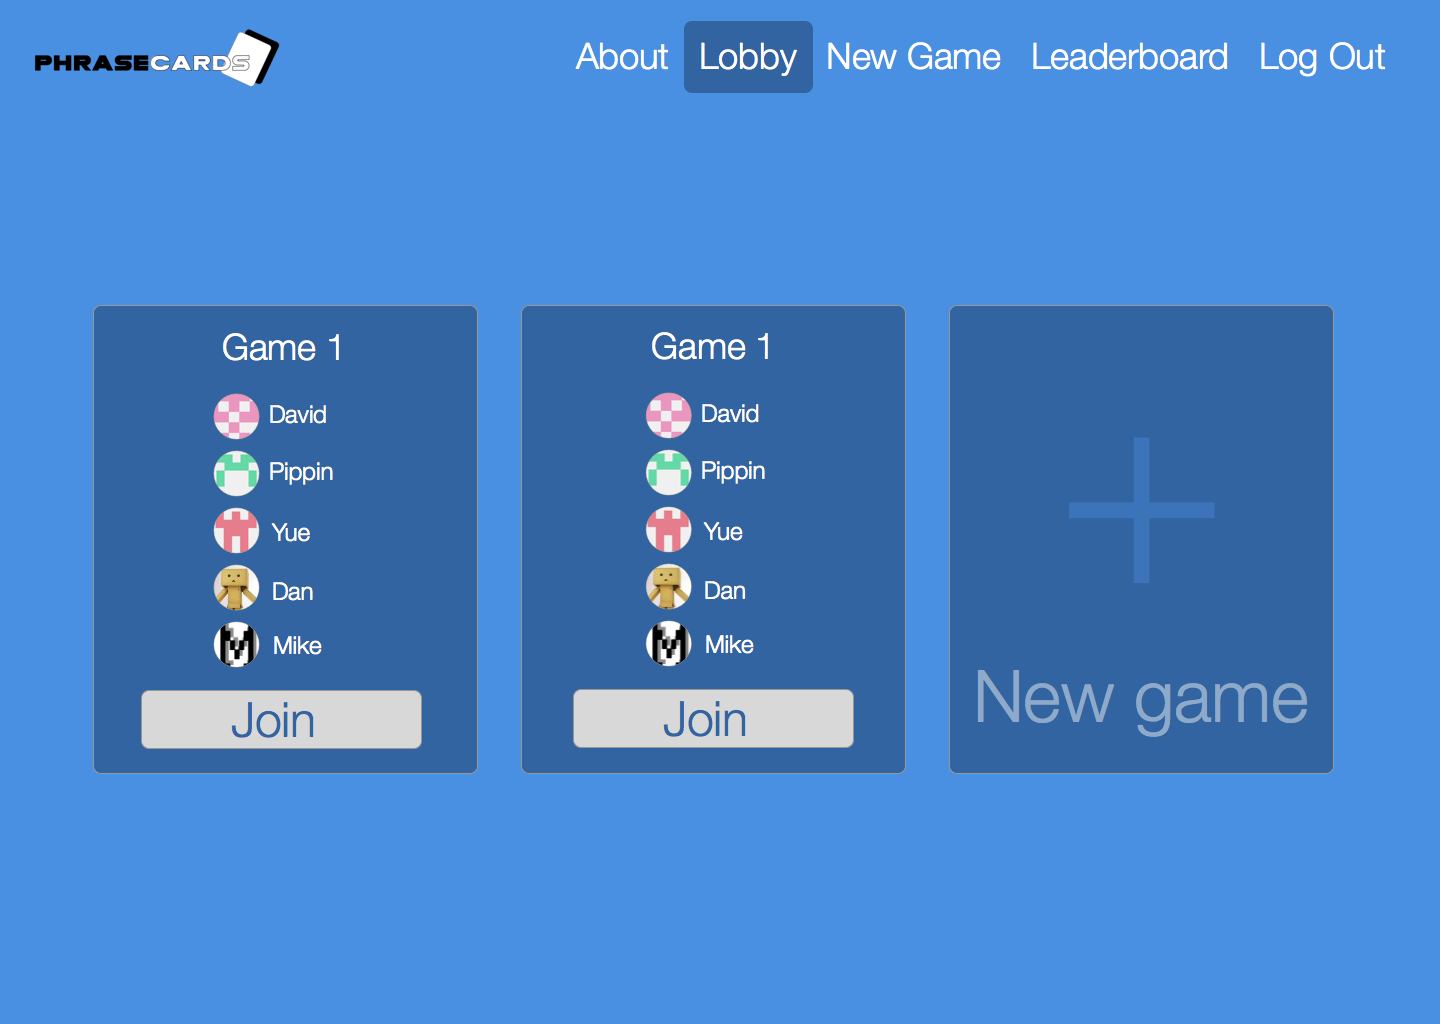 PHRASECARDS
About Lobby New Game Leaderboard Log Out
Game 1
David
Pippin
Yue
Dan
Mike
Join
Game 1
David
Pippin
Yue
Dan
Mike
Join
New game